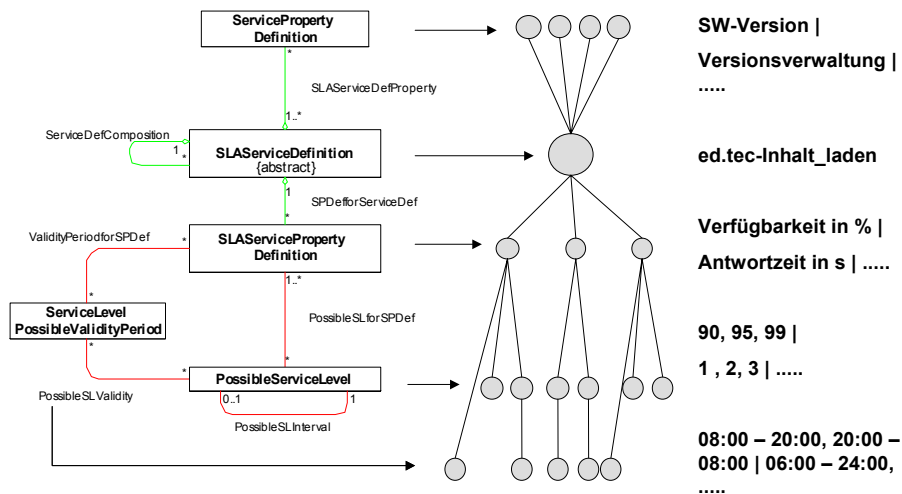 ServiceProperty
Definition
SW-Version |
Versionsverwaltung |
.....
*
SLAServiceDefProperty
1..*
ServiceDefComposition
1
*
SLAServiceDefinition
{abstract}
ed.tec-Inhalt_laden
1
SPDefforServiceDef
*
ValidityPeriodforSPDef
*
SLAServiceProperty
Definition
Verfügbarkeit in % |
Antwortzeit in s | .....
1..*
*
ServiceLevel
PossibleValidityPeriod
PossibleSLforSPDef
90, 95, 99 |
1 , 2, 3 | .....
*
*
*
PossibleServiceLevel
PossibleSLValidity
0..1
1
PossibleSLInterval
08:00 – 20:00, 20:00 –
08:00 | 06:00 – 24:00,
.....